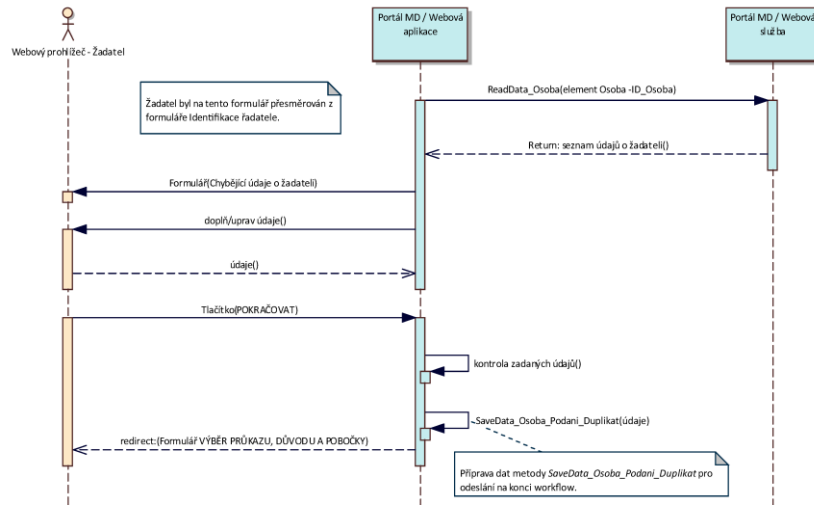 Webový prohlížeč - Žadatel
Portál MD / Webová
aplikace
Portál MD / Webová
služba
Žadatel byl na tento formulář přesměrován z
formuláře Identifikace řadatele.
ReadData_Osoba(element Osoba -ID_Osoba)
Return: seznam údajů o žadateli()
Formulář(Chybějící údaje o žadateli)
doplň/uprav údaje()
údaje()
Tlačítko(POKRAČOVAT)
kontrola zadaných údajů()
SaveData_Osoba_Podani_Duplikat(údaje)
redirect:(Formulář VÝBĚR PRŮKAZU, DŮVODU A POBOČKY)
Příprava dat metody SaveData_Osoba_Podani_Duplikat pro
odeslání na konci workflow.